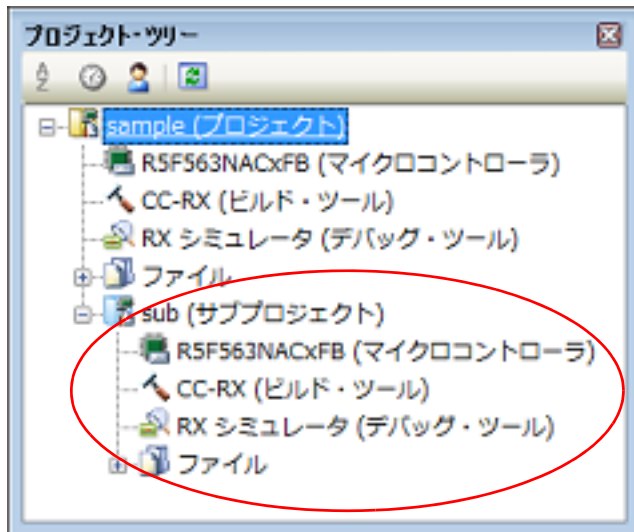 プロジェクト・ツリー
sample (プロジェクト)
R5F563NACxFB (マイクロコントローラ)
CC-RX (ビルド・ツール)
RX シミュレータ (デバッグ・ツール)
ファイル
sub (サブプロジェクト)
R5F563NACxFB (マイクロコントローラ)
CC-RX (ビルド・ツール)
RX シミュレータ (デバッグ・ツール)
ファイル